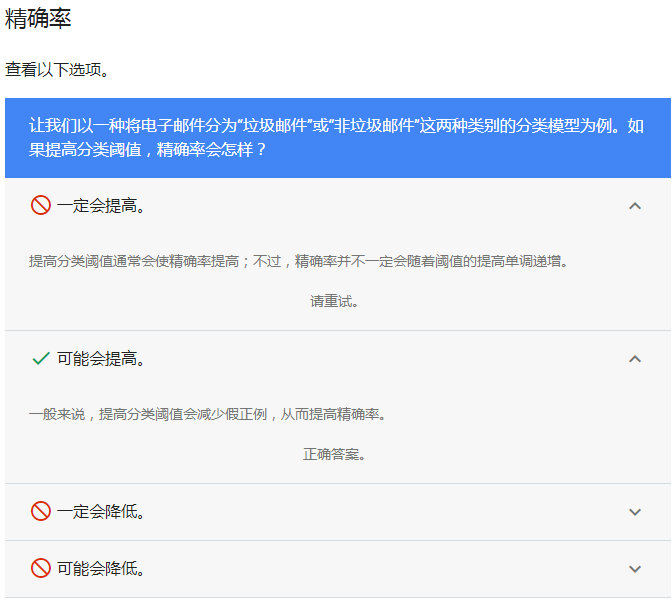 精确率
查看以下选项。
让我们以一种将电子邮件分为“垃圾邮件”或“非垃圾邮件”这两种类别的分类模型为例。如
果提高分类阈值，精确率会怎样？
一定会提高。
提高分类阈值通常会使精确率提高；不过，精确率并不一定会随着阈值的提高单调递增。
请重试。
可能会提高。
一般来说，提高分类阈值会减少假正例，从而提高精确率。
正确答案。
一定会降低。
可能会降低。